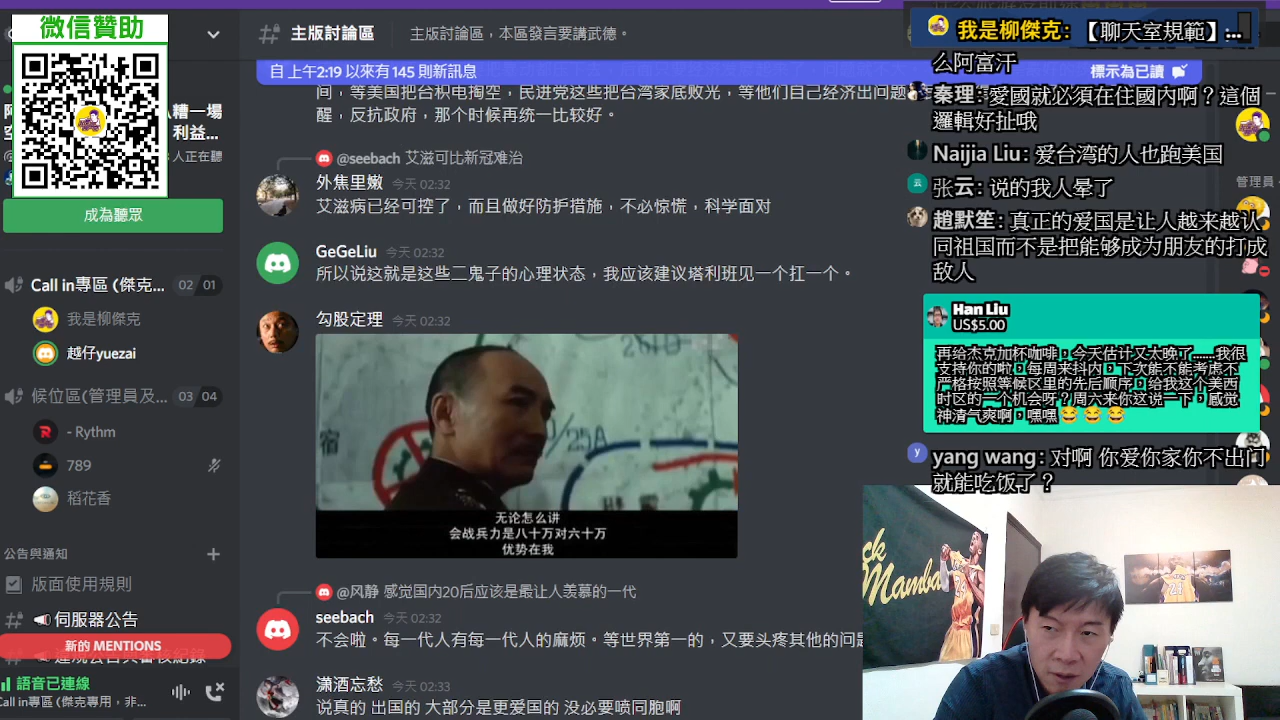 微信贊助
糟一場
利益...
人正在聽
成為聽眾
Call in專區 (傑克... 02 01
我是柳傑克
越仔yuezai
候位區(管理員及... 03 04
- Rythm
789
稻花香
公告與通知
版面使用規則
伺服器公告
新的 MENTIONS
語音已連線
Call in專區 (傑克專用，非...
主版討論區
主版討論區，本區發言要講武德。
自 上午2:19 以來有 145 則新訊息
標示為已讀
间，等美国把台积电掏空，民进党这些把台湾家底败光，等他们自己经济出问题
醒，反抗政府，那个时候再统一比较好。
@seebach 艾滋可比新冠难治
外焦里嫩 今天 02:32
艾滋病已经可控了，而且做好防护措施，不必惊慌，科学面对
GeGeLiu 今天 02:32
所以说这就是这些二鬼子的心理状态，我应该建议塔利班见一个扛一个。
勾股定理 今天 02:32
无论怎么讲
会战兵力是八十万对六十万
优势在我
@风静 感觉国内20后应该是最让人羡慕的一代
seebach 今天 02:32
不会啦。每一代人有每一代人的麻烦。等世界第一的，又要头疼其他的问题
瀟酒忘愁 今天 02:33
说真的 出国的 大部分是更爱国的 没必要喷同胞啊
我是柳傑克: 【聊天室規範】...
么阿富汗
秦理: 愛國就必須在住國內啊？這個
邏輯好扯哦
Naijia Liu: 爱台湾的人也跑美国
张云: 说的我人晕了
趙默笙: 真正的爱国是让人越来越认
同祖国而不是把能够成为朋友的打成
敌人
管理員
Han Liu
US$5.00
再给杰克加杯咖啡，今天估计又太晚了......我很
支持你的啦，每周来抖内，下次能不能考虑不
严格按照等候区里的先后顺序，给我这个美西
时区的一个机会呀？周六来你这说一下，感觉
神清气爽啊，嘿嘿😂😂😂
yang wang: 对啊 你爱你家你不出门
就能吃饭了？